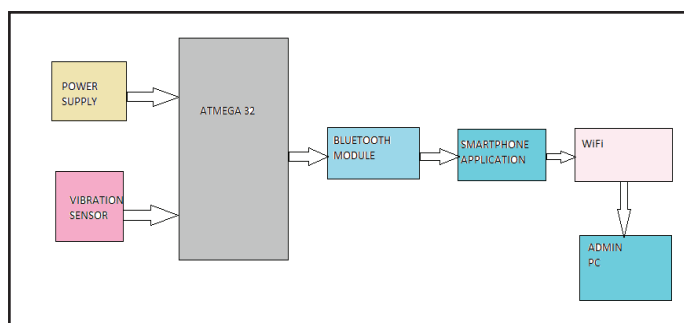 POWER
SUPPLY
ATMEGA 32
VIBRATION
SENSOR
BLUETOOTH
MODULE
SMARTPHONE
APPLICATION
WiFi
ADMIN
PC